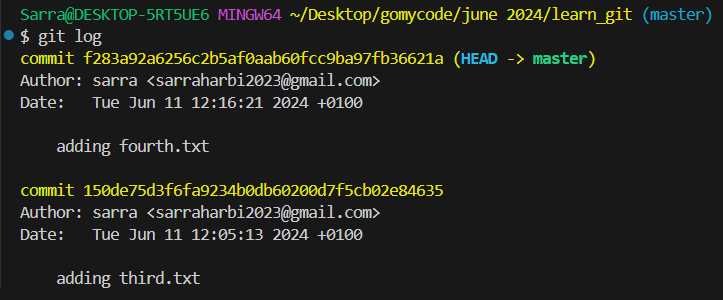 Sarra@DESKTOP-5RT5UE6 MINGW64 ~/Desktop/gomycode/june 2024/learn_git (master)
$ git log
commit f283a92a6256c2b5af0aab60fcc9ba97fb36621a (HEAD -> master)
Author: sarra <sarraharbi2023@gmail.com>
Date:   Tue Jun 11 12:16:21 2024 +0100
    adding fourth.txt
commit 150de75d3f6fa9234b0db60200d7f5cb02e84635
Author: sarra <sarraharbi2023@gmail.com>
Date:   Tue Jun 11 12:05:13 2024 +0100
    adding third.txt